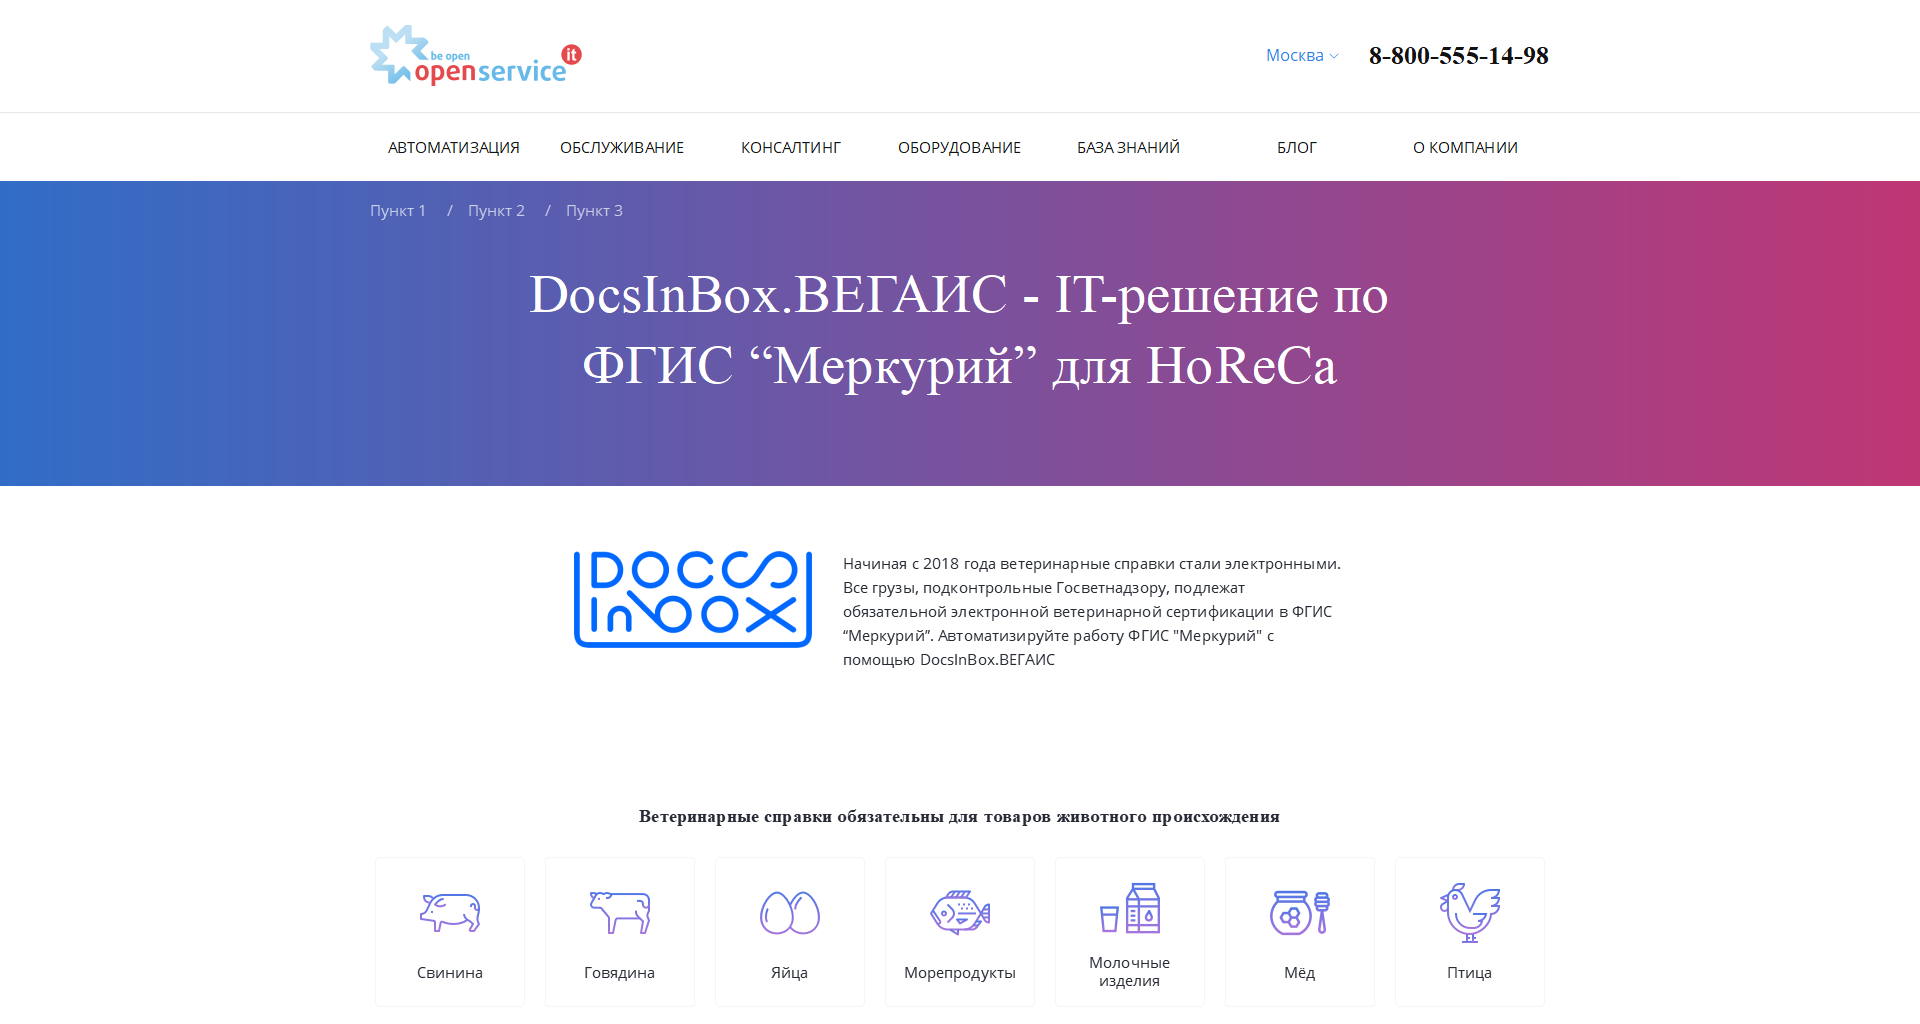 be open
openservice it
Москва
8-800-555-14-98
АВТОМАТИЗАЦИЯ
ОБСЛУЖИВАНИЕ
КОНСАЛТИНГ
ОБОРУДОВАНИЕ
БАЗА ЗНАНИЙ
БЛОГ
О КОМПАНИИ
Пункт 1 / Пункт 2 / Пункт 3
DocsInBox.ВЕГАИС - IT-решение по
ФГИС “Меркурий” для HoReCa
DOCS
InBOX
Начиная с 2018 года ветеринарные справки стали электронными.
Все грузы, подконтрольные Госветнадзору, подлежат
обязательной электронной ветеринарной сертификации в ФГИС
“Меркурий”. Автоматизируйте работу ФГИС "Меркурий" с
помощью DocsInBox.ВЕГАИС
Ветеринарные справки обязательны для товаров животного происхождения
Свинина
Говядина
Яйца
Морепродукты
Молочные
изделия
Мёд
Птица